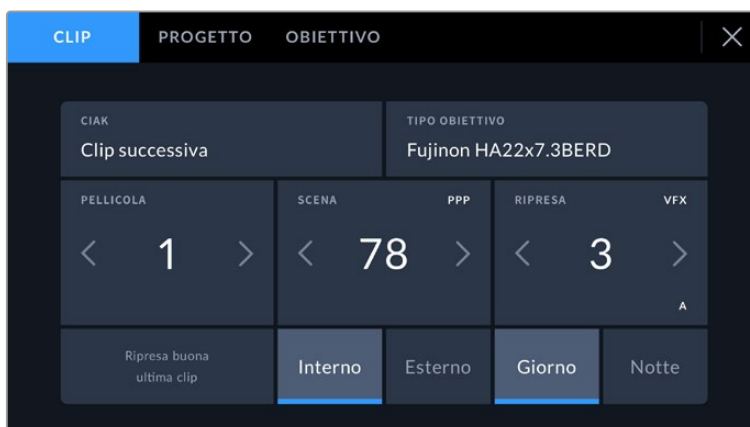 CLIP PROGETTO OBIETTIVO
CIAK TIPO OBIETTIVO
Clip successiva Fujinon HA22x7.3BERD
PELLICOLA SCENA PPP RIPRESA VFX
1 78 3
A
Ripresa buona
ultima clip
Interno Esterno Giorno Notte